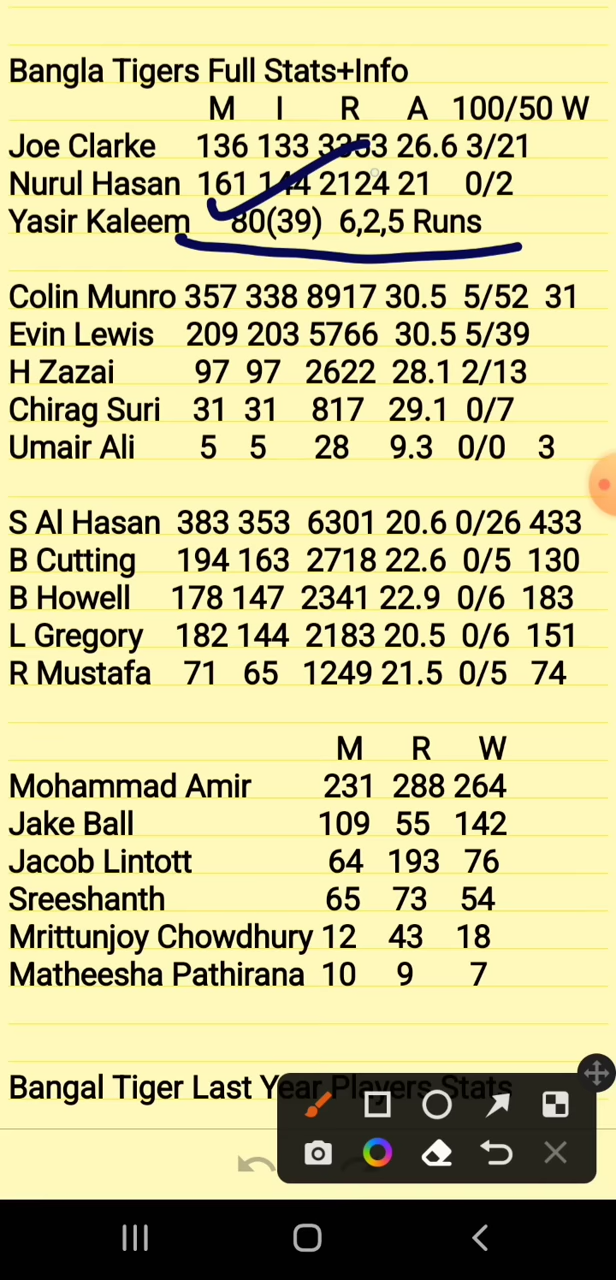 Bangla Tigers Full Stats+Info
M I R A 100/50 W
Joe Clarke 136 133 3353 26.6 3/21
Nurul Hasan 161 144 2124 21 0/2
Yasir Kaleem 80(39) 6,2,5 Runs
Colin Munro 357 338 8917 30.5 5/52 31
Evin Lewis 209 203 5766 30.5 5/39
H Zazai 97 97 2622 28.1 2/13
Chirag Suri 31 31 817 29.1 0/7
Umair Ali 5 5 28 9.3 0/0 3
S Al Hasan 383 353 6301 20.6 0/26 433
B Cutting 194 163 2718 22.6 0/5 130
B Howell 178 147 2341 22.9 0/6 183
L Gregory 182 144 2183 20.5 0/6 151
R Mustafa 71 65 1249 21.5 0/5 74
M R W
Mohammad Amir 231 288 264
Jake Ball 109 55 142
Jacob Lintott 64 193 76
Sreeshanth 65 73 54
Mrittunjoy Chowdhury 12 43 18
Matheesha Pathirana 10 9 7
Bangal Tiger Last Year Players Stats